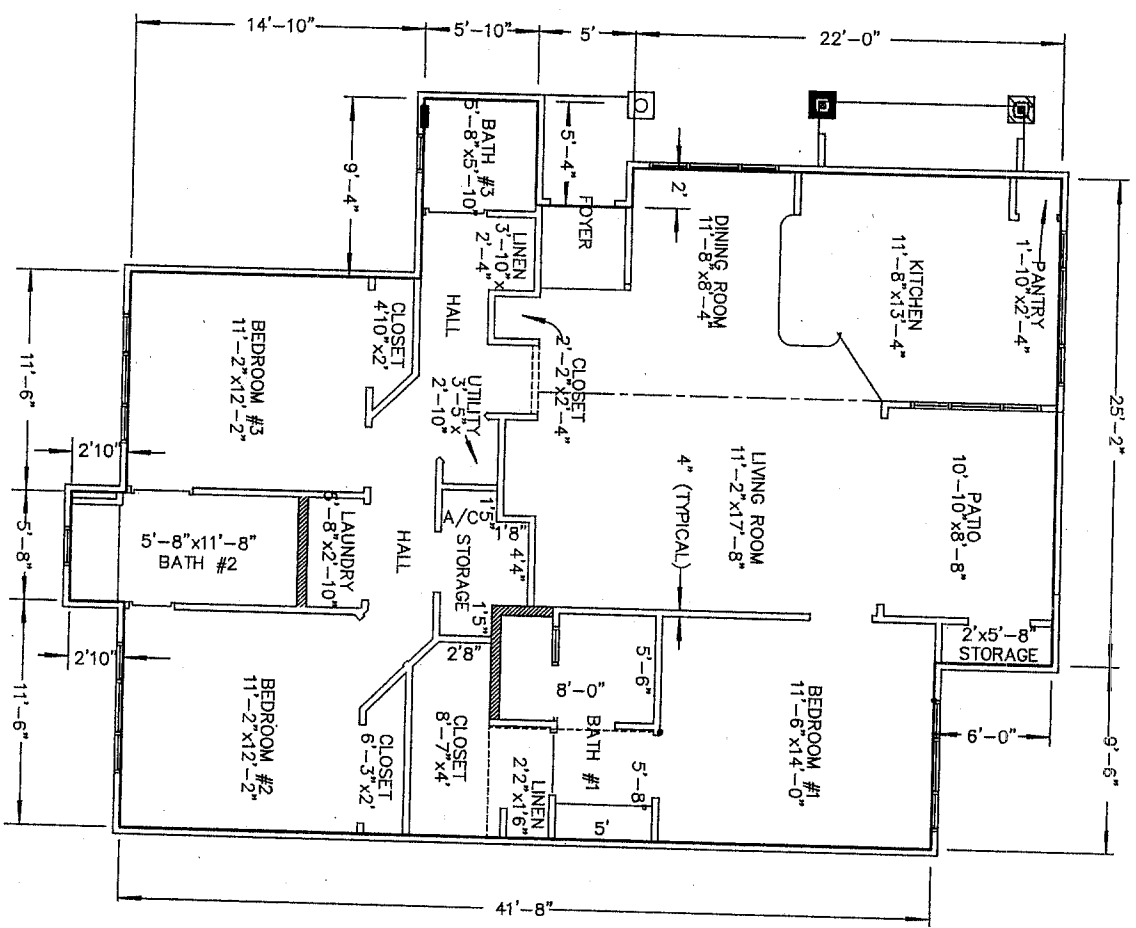 14'-10"
5'-10"
5'
22'-0"
9'-4"
BATH #3
5'-8"x5'-10"
5'-4"
2'
FOYER
LINEN
3'-10"x
2'-4"
DINING ROOM
11'-8"x8'-4"
KITCHEN
11'-8"x13'-4"
PANTRY
1'-10"x2'-4"
HALL
CLOSET
4'10"x2'
CLOSET
2'-2"x2'-4"
BEDROOM #3
11'-2"x12'-2"
UTILITY
3'-5"x
2'-10"
11'-6"
25'-2"
LIVING ROOM
11'-2"x17'-8"
4" (TYPICAL)
PATIO
10'-10"x8'-8"
2'10"
5'-8"
5'-8"x11'-8"
BATH #2
LAUNDRY
5'-8"x2'-10"
HALL
A/C
STORAGE
1'5"
1'8"
4'4"
1'5"
2'8"
2'x5'-8"
STORAGE
2'10"
11'-6"
BEDROOM #2
11'-2"x12'-2"
CLOSET
6'-3"x2'
CLOSET
8'-7"x4'
8'-0"
5'-6"
BATH #1
5'-8"
LINEN
2'2"x1'6"
5'
BEDROOM #1
11'-6"x14'-0"
6'-0"
9'-6"
41'-8"